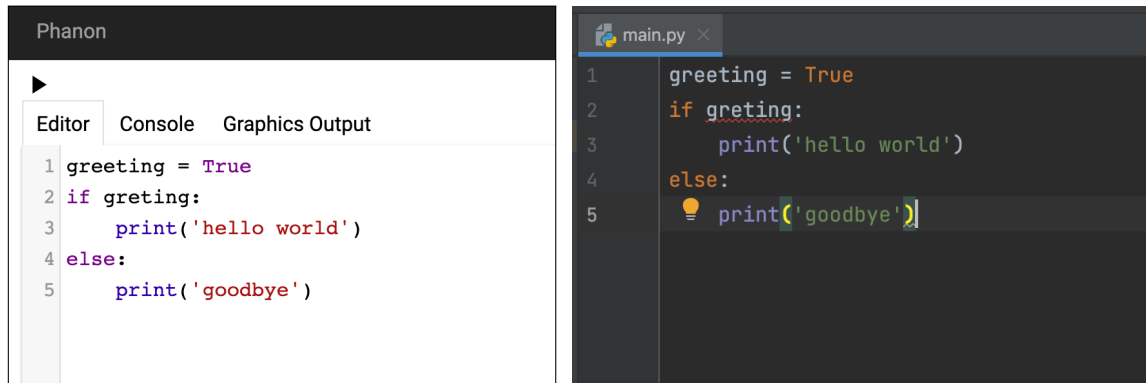 Phanon
Editor Console Graphics Output
1 greeting = True
2 if greting:
3     print('hello world')
4 else:
5     print('goodbye')
main.py
1 greeting = True
2 if greting:
3     print('hello world')
4 else:
5     print('goodbye')